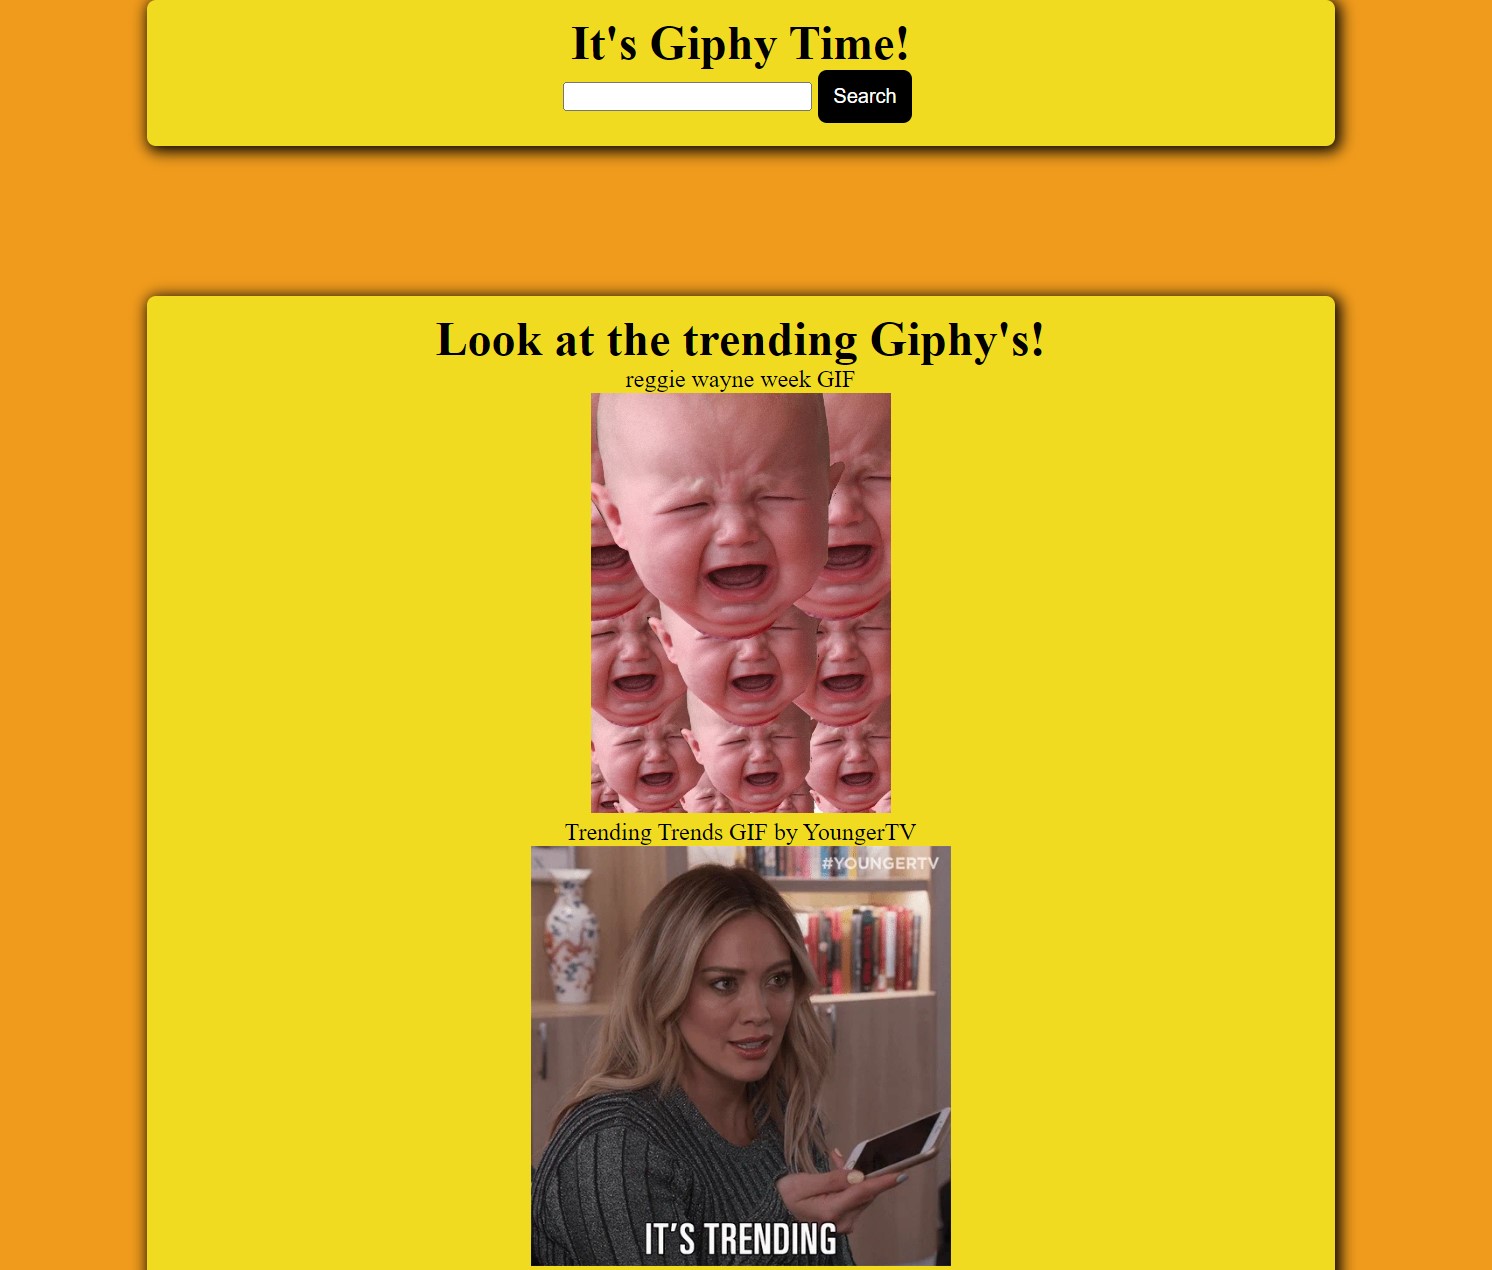 It's Giphy Time!
Search
Look at the trending Giphy's!
reggie wayne week GIF
Trending Trends GIF by YoungerTV
#YOUNGERTV
IT'S TRENDING